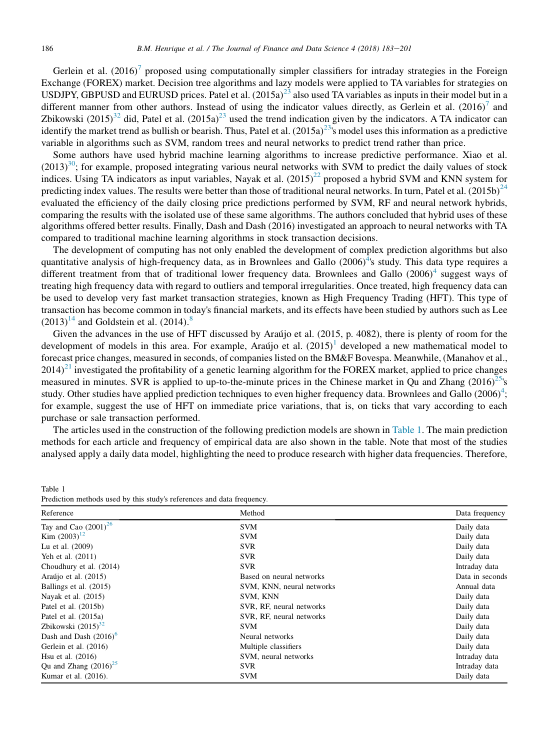 186
B.M. Henrique et al. / The Journal of Finance and Data Science 4 (2018) 183–201
Gerlein et al. (2016)7 proposed using computationally simpler classifiers for intraday strategies in the Foreign
Exchange (FOREX) market. Decision tree algorithms and lazy models were applied to TA variables for strategies on
USDJPY, GBPUSD and EURUSD prices. Patel et al. (2015a)23 also used TA variables as inputs in their model but in a
different manner from other authors. Instead of using the indicator values directly, as Gerlein et al. (2016)7 and
Zbikowski (2015)32 did, Patel et al. (2015a)23 used the trend indication given by the indicators. A TA indicator can
identify the market trend as bullish or bearish. Thus, Patel et al. (2015a)23's model uses this information as a predictive
variable in algorithms such as SVM, random trees and neural networks to predict trend rather than price.
Some authors have used hybrid machine learning algorithms to increase predictive performance. Xiao et al.
(2013)30; for example, proposed integrating various neural networks with SVM to predict the daily values of stock
indices. Using TA indicators as input variables, Nayak et al. (2015)22 proposed a hybrid SVM and KNN system for
predicting index values. The results were better than those of traditional neural networks. In turn, Patel et al. (2015b)24
evaluated the efficiency of the daily closing price predictions performed by SVM, RF and neural network hybrids,
comparing the results with the isolated use of these same algorithms. The authors concluded that hybrid uses of these
algorithms offered better results. Finally, Dash and Dash (2016) investigated an approach to neural networks with TA
compared to traditional machine learning algorithms in stock transaction decisions.
The development of computing has not only enabled the development of complex prediction algorithms but also
quantitative analysis of high-frequency data, as in Brownlees and Gallo (2006)4's study. This data type requires a
different treatment from that of traditional lower frequency data. Brownlees and Gallo (2006)4 suggest ways of
treating high frequency data with regard to outliers and temporal irregularities. Once treated, high frequency data can
be used to develop very fast market transaction strategies, known as High Frequency Trading (HFT). This type of
transaction has become common in today's financial markets, and its effects have been studied by authors such as Lee
(2013)14 and Goldstein et al. (2014).8
Given the advances in the use of HFT discussed by Araújo et al. (2015, p. 4082), there is plenty of room for the
development of models in this area. For example, Araújo et al. (2015)1 developed a new mathematical model to
forecast price changes, measured in seconds, of companies listed on the BM&F Bovespa. Meanwhile, (Manahov et al.,
2014)21 investigated the profitability of a genetic learning algorithm for the FOREX market, applied to price changes
measured in minutes. SVR is applied to up-to-the-minute prices in the Chinese market in Qu and Zhang (2016)25's
study. Other studies have applied prediction techniques to even higher frequency data. Brownlees and Gallo (2006)4;
for example, suggest the use of HFT on immediate price variations, that is, on ticks that vary according to each
purchase or sale transaction performed.
The articles used in the construction of the following prediction models are shown in Table 1. The main prediction
methods for each article and frequency of empirical data are also shown in the table. Note that most of the studies
analysed apply a daily data model, highlighting the need to produce research with higher data frequencies. Therefore,
Table 1
Prediction methods used by this study's references and data frequency.
Reference Method Data frequency
Tay and Cao (2001)28 SVM Daily data
Kim (2003)12 SVM Daily data
Lu et al. (2009) SVR Daily data
Yeh et al. (2011) SVR Daily data
Choudhury et al. (2014) SVR Intraday data
Araújo et al. (2015) Based on neural networks Data in seconds
Ballings et al. (2015) SVM, KNN, neural networks Annual data
Nayak et al. (2015) SVM, KNN Daily data
Patel et al. (2015b) SVR, RF, neural networks Daily data
Patel et al. (2015a) SVR, RF, neural networks Daily data
Zbikowski (2015)32 SVM Daily data
Dash and Dash (2016)6 Neural networks Daily data
Gerlein et al. (2016) Multiple classifiers Daily data
Hsu et al. (2016) SVM, neural networks Intraday data
Qu and Zhang (2016)25 SVR Intraday data
Kumar et al. (2016). SVM Daily data